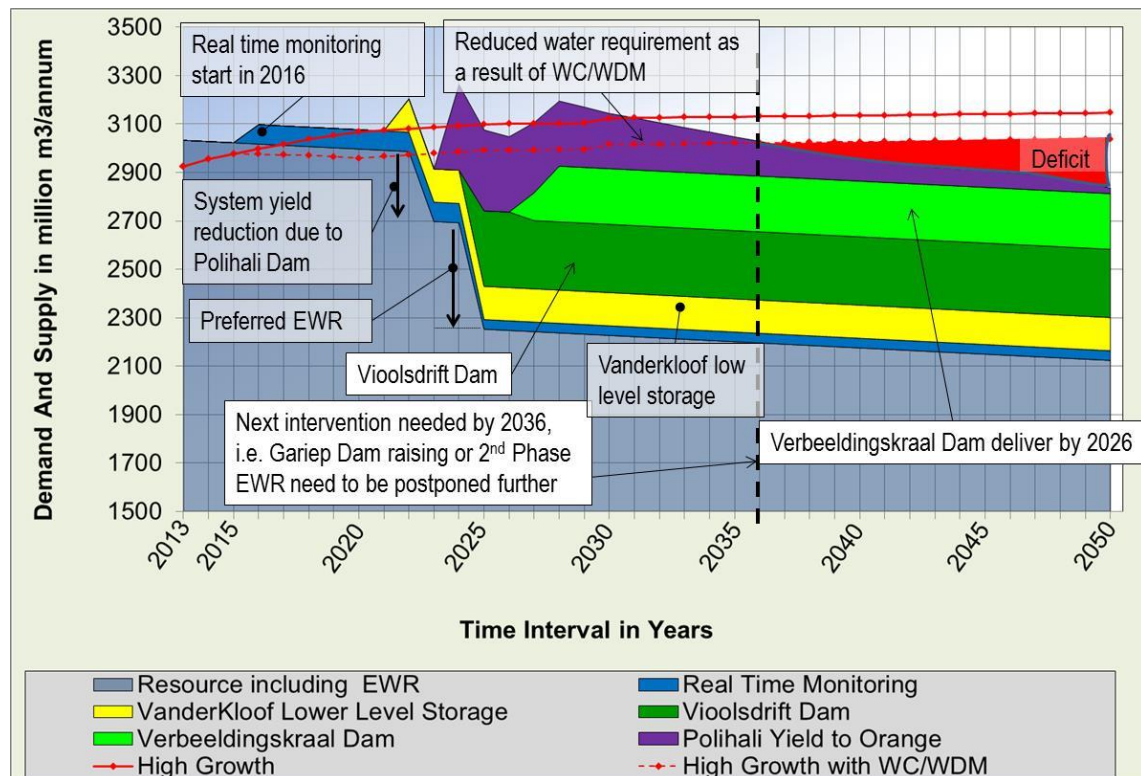 3500
3300
3100
2900
2700
2500
2300
2100
1900
1700
1500
Demand And Supply in million m3/annum
Real time monitoring
start in 2016
Reduced water requirement as
a result of WC/WDM
Deficit
System yield
reduction due to
Polihali Dam
Preferred EWR
Vioolsdrift Dam
Vanderkloof low
level storage
Next intervention needed by 2036,
i.e. Gariep Dam raising or 2nd Phase
EWR need to be postponed further
Verbeeldingskraal Dam deliver by 2026
2013
2015
2020
2025
2030
2035
2040
2045
2050
Time Interval in Years
Resource including EWR
Real Time Monitoring
VanderKloof Lower Level Storage
Vioolsdrift Dam
Verbeeldingskraal Dam
Polihali Yield to Orange
High Growth
High Growth with WC/WDM